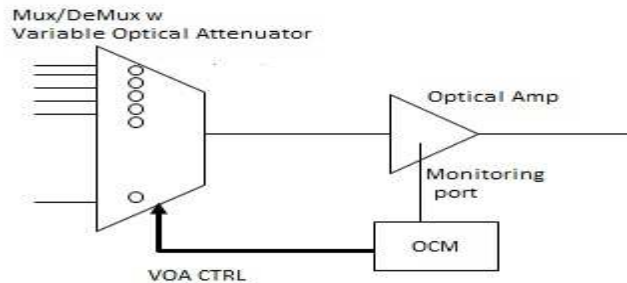 Mux/DeMux w
Variable Optical Attenuator
Optical Amp
Monitoring
port
OCM
VOA CTRL